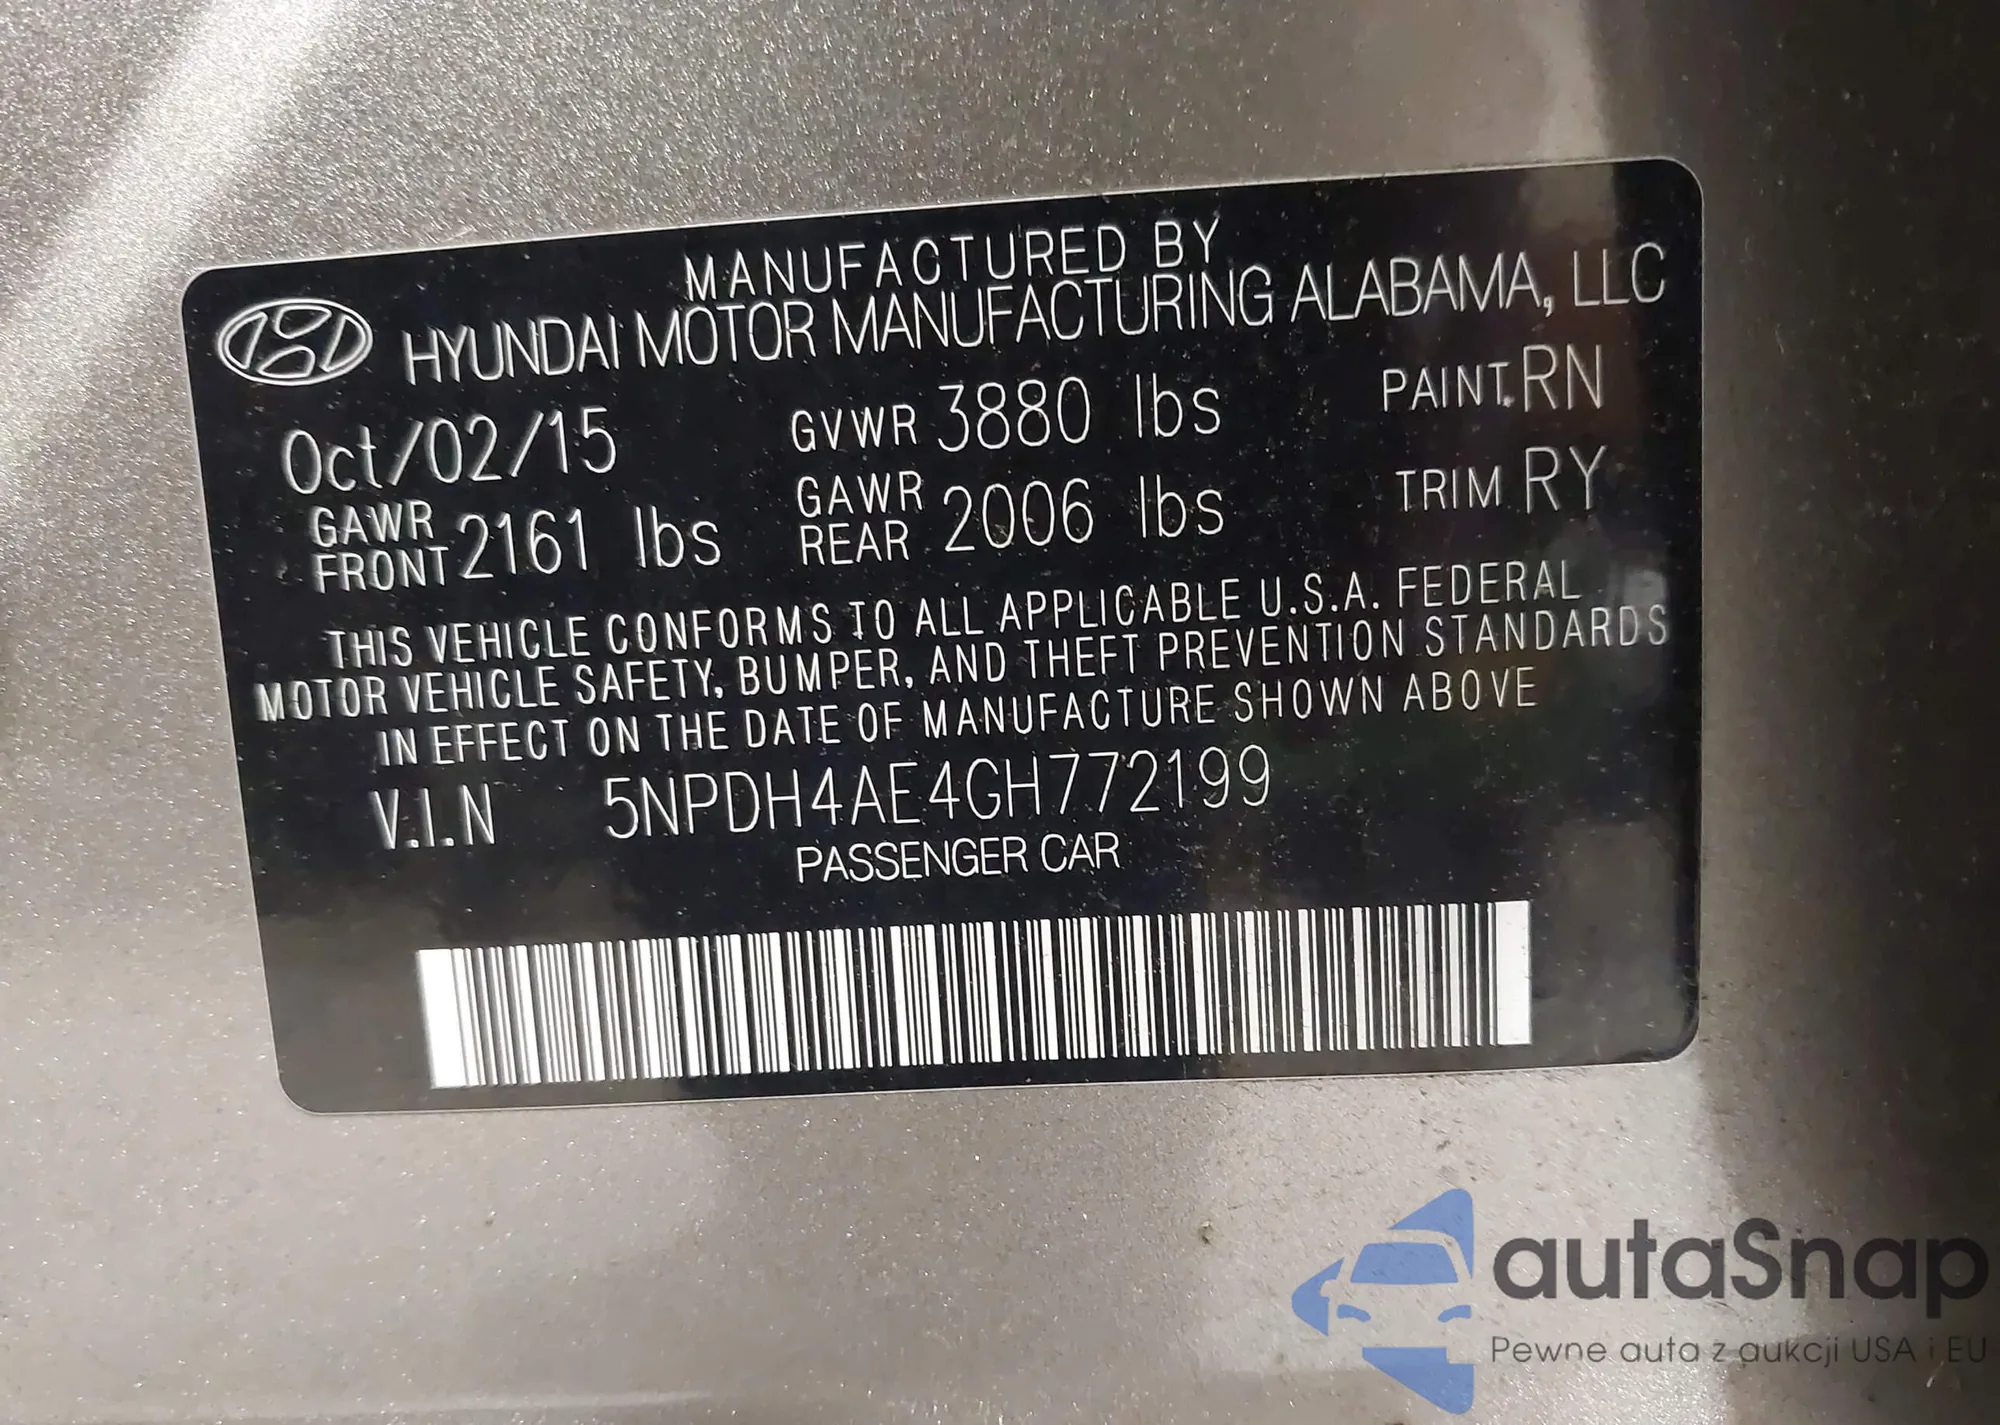 MANUFACTURED BY
HYUNDAI MOTOR MANUFACTURING ALABAMA, LLC
Oct/02/15 GVWR 3880 lbs PAINT.RN
GAWR FRONT 2161 lbs GAWR REAR 2006 lbs TRIM RY
THIS VEHICLE CONFORMS TO ALL APPLICABLE U.S.A. FEDERAL
MOTOR VEHICLE SAFETY, BUMPER, AND THEFT PREVENTION STANDARDS
IN EFFECT ON THE DATE OF MANUFACTURE SHOWN ABOVE
V.I.N 5NPDH4AE4GH772199
PASSENGER CAR
autaSnap
Pewne auta z aukcji USA i EU